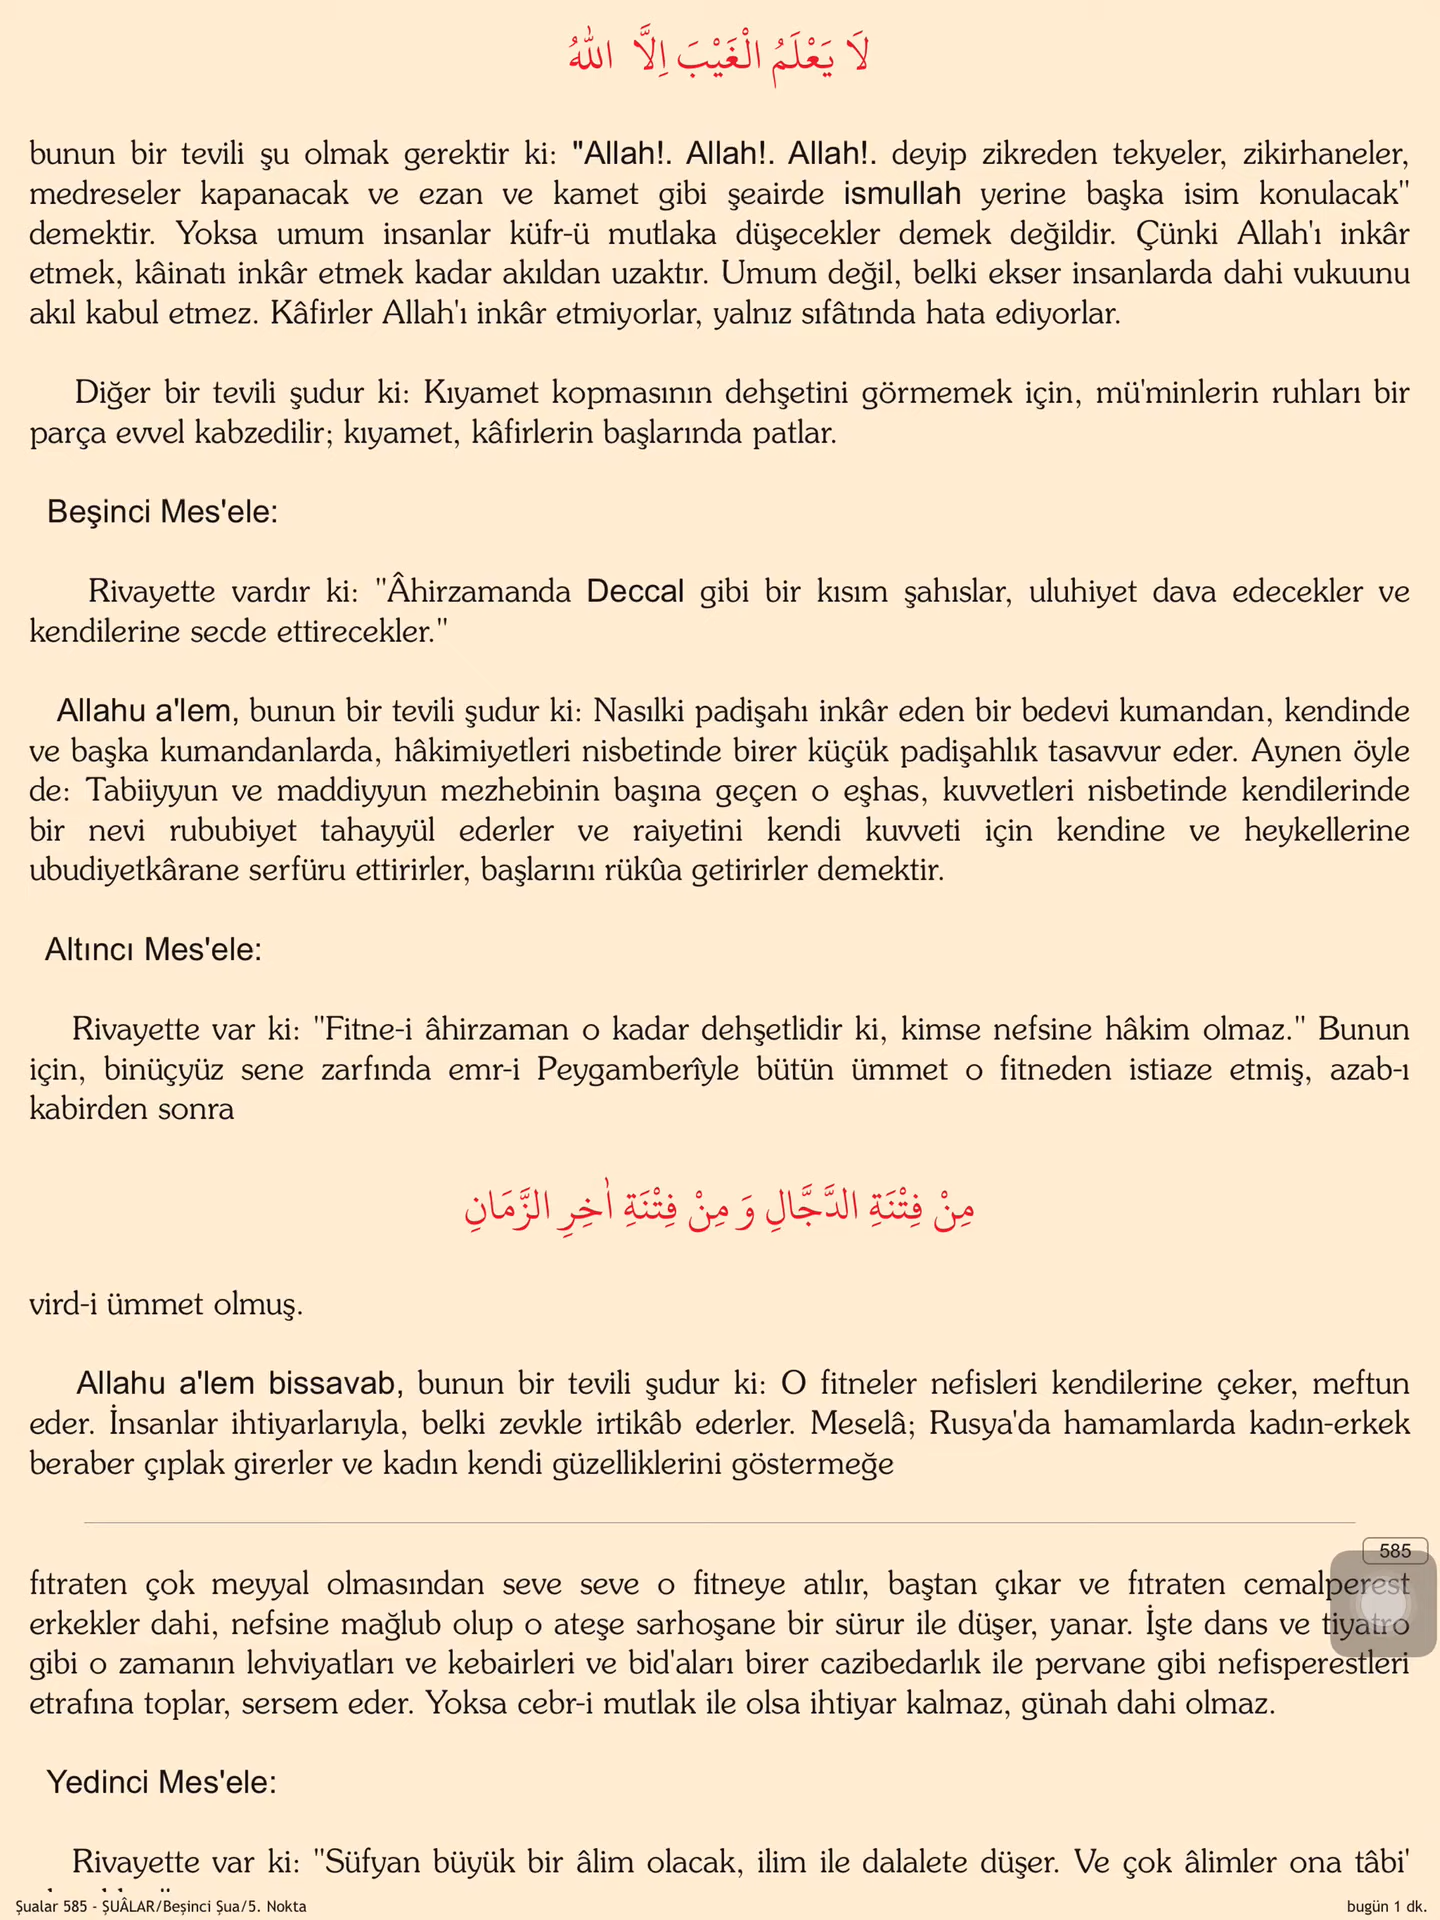 لَا يَعْلَمُ الْغَيْبَ اِلَّا اللّٰهُ
bunun bir tevili şu olmak gerektir ki: "Allah!. Allah!. Allah!. deyip zikreden tekyeler, zikirhaneler,
medreseler kapanacak ve ezan ve kamet gibi şeairde ismullah yerine başka isim konulacak"
demektir. Yoksa umum insanlar küfr-ü mutlaka düşecekler demek değildir. Çünki Allah'ı inkâr
etmek, kâinatı inkâr etmek kadar akıldan uzaktır. Umum değil, belki ekser insanlarda dahi vukuunu
akıl kabul etmez. Kâfirler Allah'ı inkâr etmiyorlar, yalnız sıfâtında hata ediyorlar.
Diğer bir tevili şudur ki: Kıyamet kopmasının dehşetini görmemek için, mü'minlerin ruhları bir
parça evvel kabzedilir; kıyamet, kâfirlerin başlarında patlar.
Beşinci Mes'ele:
Rivayette vardır ki: "Âhirzamanda Deccal gibi bir kısım şahıslar, uluhiyet dava edecekler ve
kendilerine secde ettirecekler."
Allahu a'lem, bunun bir tevili şudur ki: Nasılki padişahı inkâr eden bir bedevi kumandan, kendinde
ve başka kumandanlarda, hâkimiyetleri nisbetinde birer küçük padişahlık tasavvur eder. Aynen öyle
de: Tabiiyyun ve maddiyyun mezhebinin başına geçen o eşhas, kuvvetleri nisbetinde kendilerinde
bir nevi rububiyet tahayyül ederler ve raiyetini kendi kuvveti için kendine ve heykellerine
ubudiyetkârane serfüru ettirirler, başlarını rükûa getirirler demektir.
Altıncı Mes'ele:
Rivayette var ki: "Fitne-i âhirzaman o kadar dehşetlidir ki, kimse nefsine hâkim olmaz." Bunun
için, binüçyüz sene zarfında emr-i Peygamberîyle bütün ümmet o fitneden istiaze etmiş, azab-ı
kabirden sonra
مِنْ فِتْنَةِ الدَّجَّالِ وَ مِنْ فِتْنَةِ اٰخِرِ الزَّمَانِ
vird-i ümmet olmuş.
Allahu a'lem bissavab, bunun bir tevili şudur ki: O fitneler nefisleri kendilerine çeker, meftun
eder. İnsanlar ihtiyarlarıyla, belki zevkle irtikâb ederler. Meselâ; Rusya'da hamamlarda kadın-erkek
beraber çıplak girerler ve kadın kendi güzelliklerini göstermeğe
585
fıtraten çok meyyal olmasından seve seve o fitneye atılır, baştan çıkar ve fıtraten cemalperest
erkekler dahi, nefsine mağlub olup o ateşe sarhoşane bir sürur ile düşer, yanar. İşte dans ve tiyatro
gibi o zamanın lehviyatları ve kebairleri ve bid'aları birer cazibedarlık ile pervane gibi nefisperestleri
etrafına toplar, sersem eder. Yoksa cebr-i mutlak ile olsa ihtiyar kalmaz, günah dahi olmaz.
Yedinci Mes'ele:
Rivayette var ki: "Süfyan büyük bir âlim olacak, ilim ile dalalete düşer. Ve çok âlimler ona tâbi'
Şualar 585 - ŞUÂLAR/Beşinci Şua/5. Nokta
bugün 1 dk.